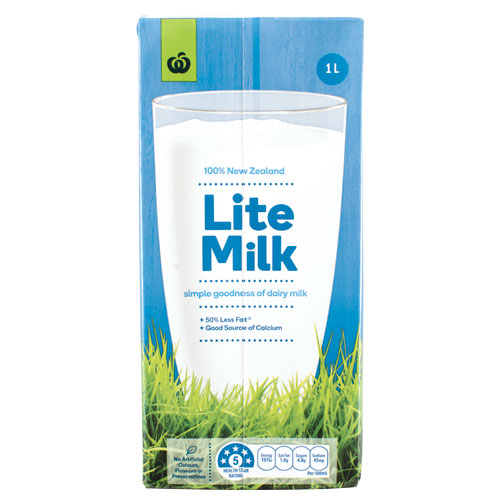 1 L
100% New Zealand
Lite
Milk
simple goodness of dairy milk
+ 50% Less Fat*
+ Good Source of Calcium
No Artificial
Colours,
Flavours or
Preservatives
5
HEALTH STAR
RATING
Energy
197kJ
Sat Fat
1.0g
Sugars
4.8g
Sodium
45mg
Per 100mL